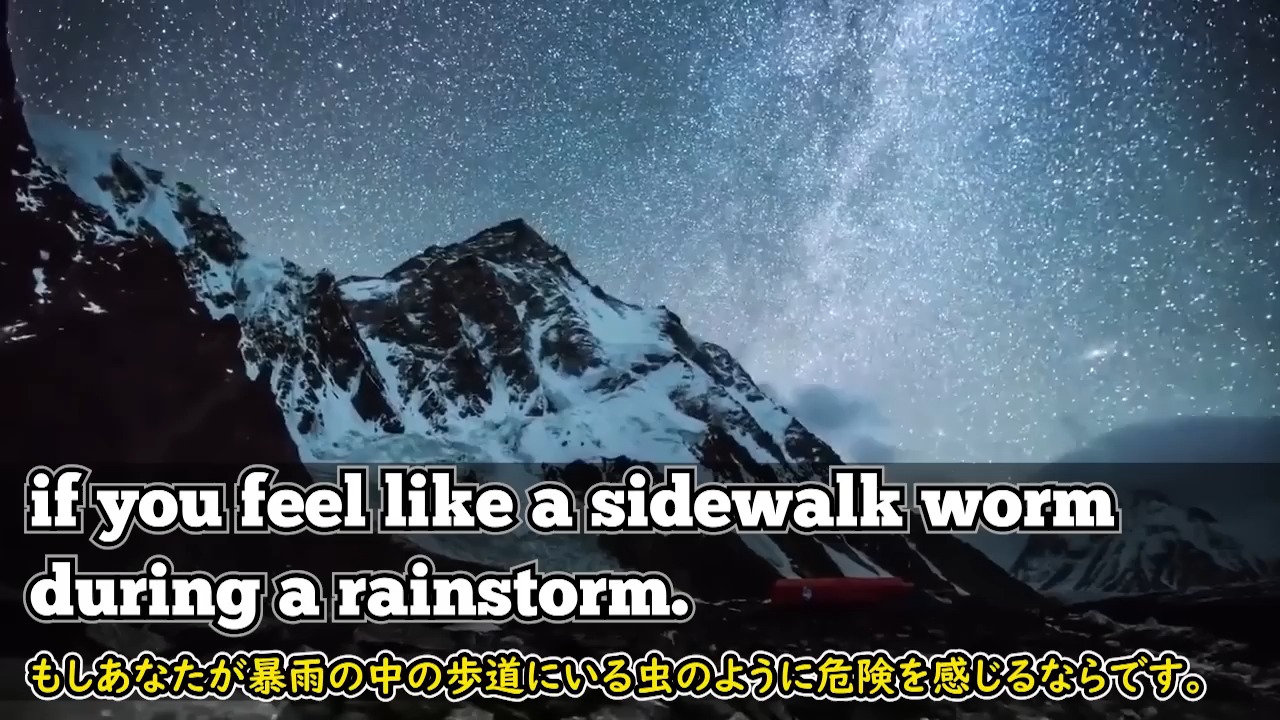 if you feel like a sidewalk worm
during a rainstorm.
もしあなたが暴雨の中の歩道にいる虫のように危険を感じるならです。